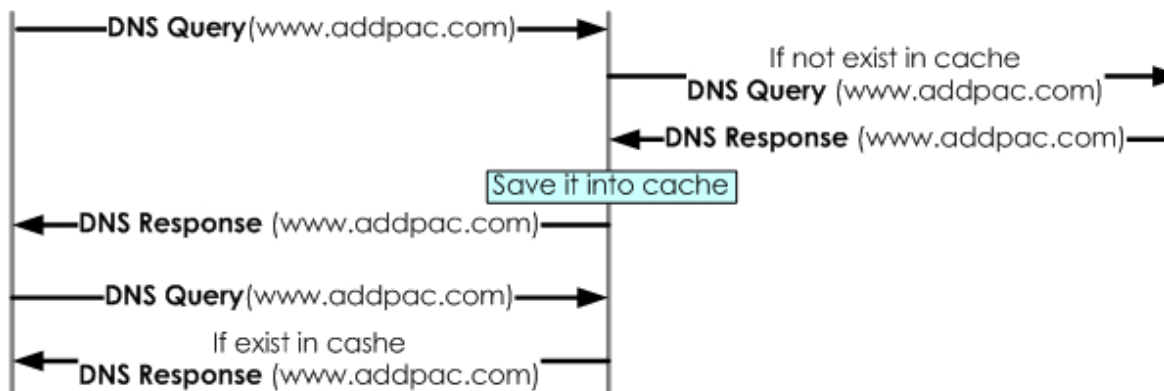 DNS Query(www.addpac.com)
If not exist in cache
DNS Query (www.addpac.com)
DNS Response (www.addpac.com)
Save it into cache
DNS Response (www.addpac.com)
DNS Query(www.addpac.com)
If exist in cashe
DNS Response (www.addpac.com)